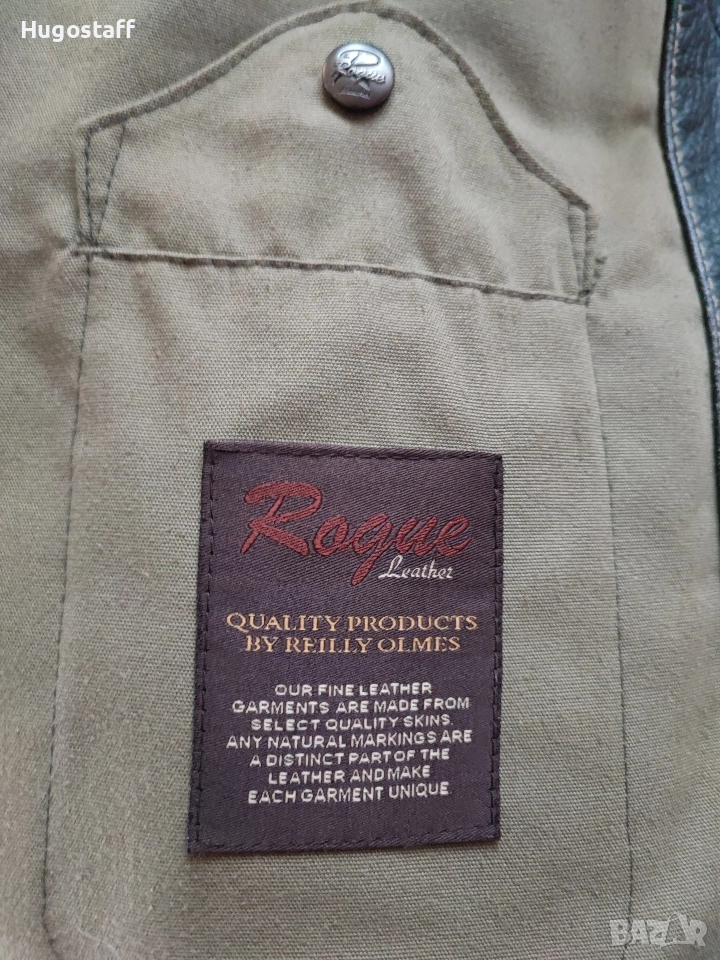 Hugostaff
Rogue
Rogue
Leather
QUALITY PRODUCTS
BY REILLY OLMES
OUR FINE LEATHER
GARMENTS ARE MADE FROM
SELECT QUALITY SKINS.
ANY NATURAL MARKINGS ARE
A DISTINCT PART OF THE
LEATHER AND MAKE
EACH GARMENT UNIQUE.
BAZAR